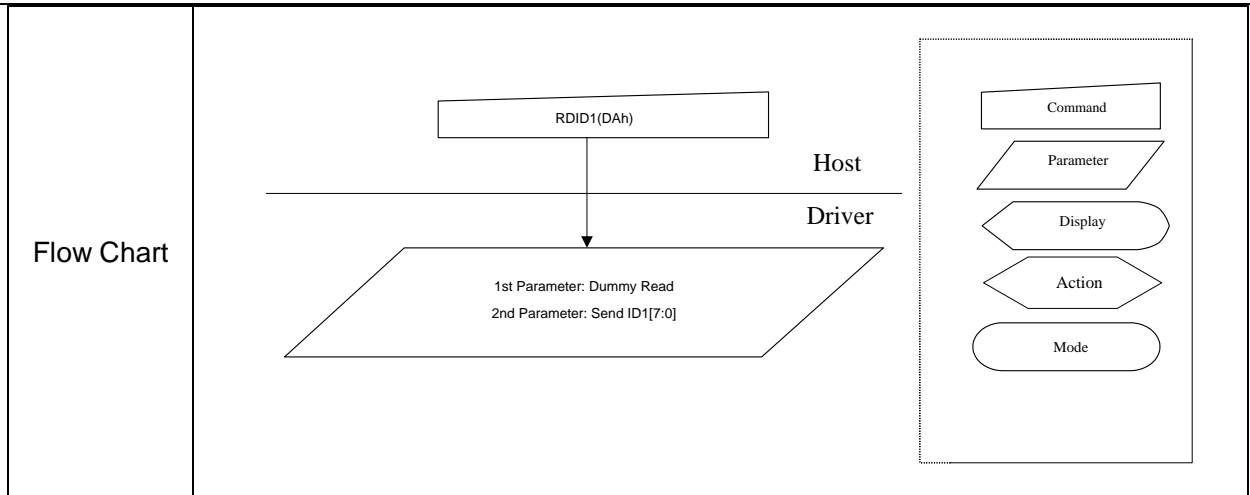 Flow Chart
RDID1(DAh)
Host
Driver
1st Parameter: Dummy Read
2nd Parameter: Send ID1[7:0]
Command
Parameter
Display
Action
Mode